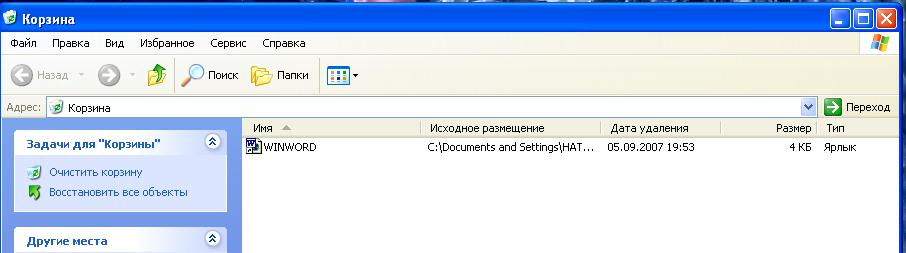 Корзина
Файл Правка Вид Избранное Сервис Справка
Назад Поиск Папки
Адрес: Корзина Переход
Имя Исходное размещение Дата удаления Размер Тип
Задачи для "Корзины"
WINWORD C:\Documents and Settings\НАТ... 05.09.2007 19:53 4 КБ Ярлык
Очистить корзину
Восстановить все объекты
Другие места